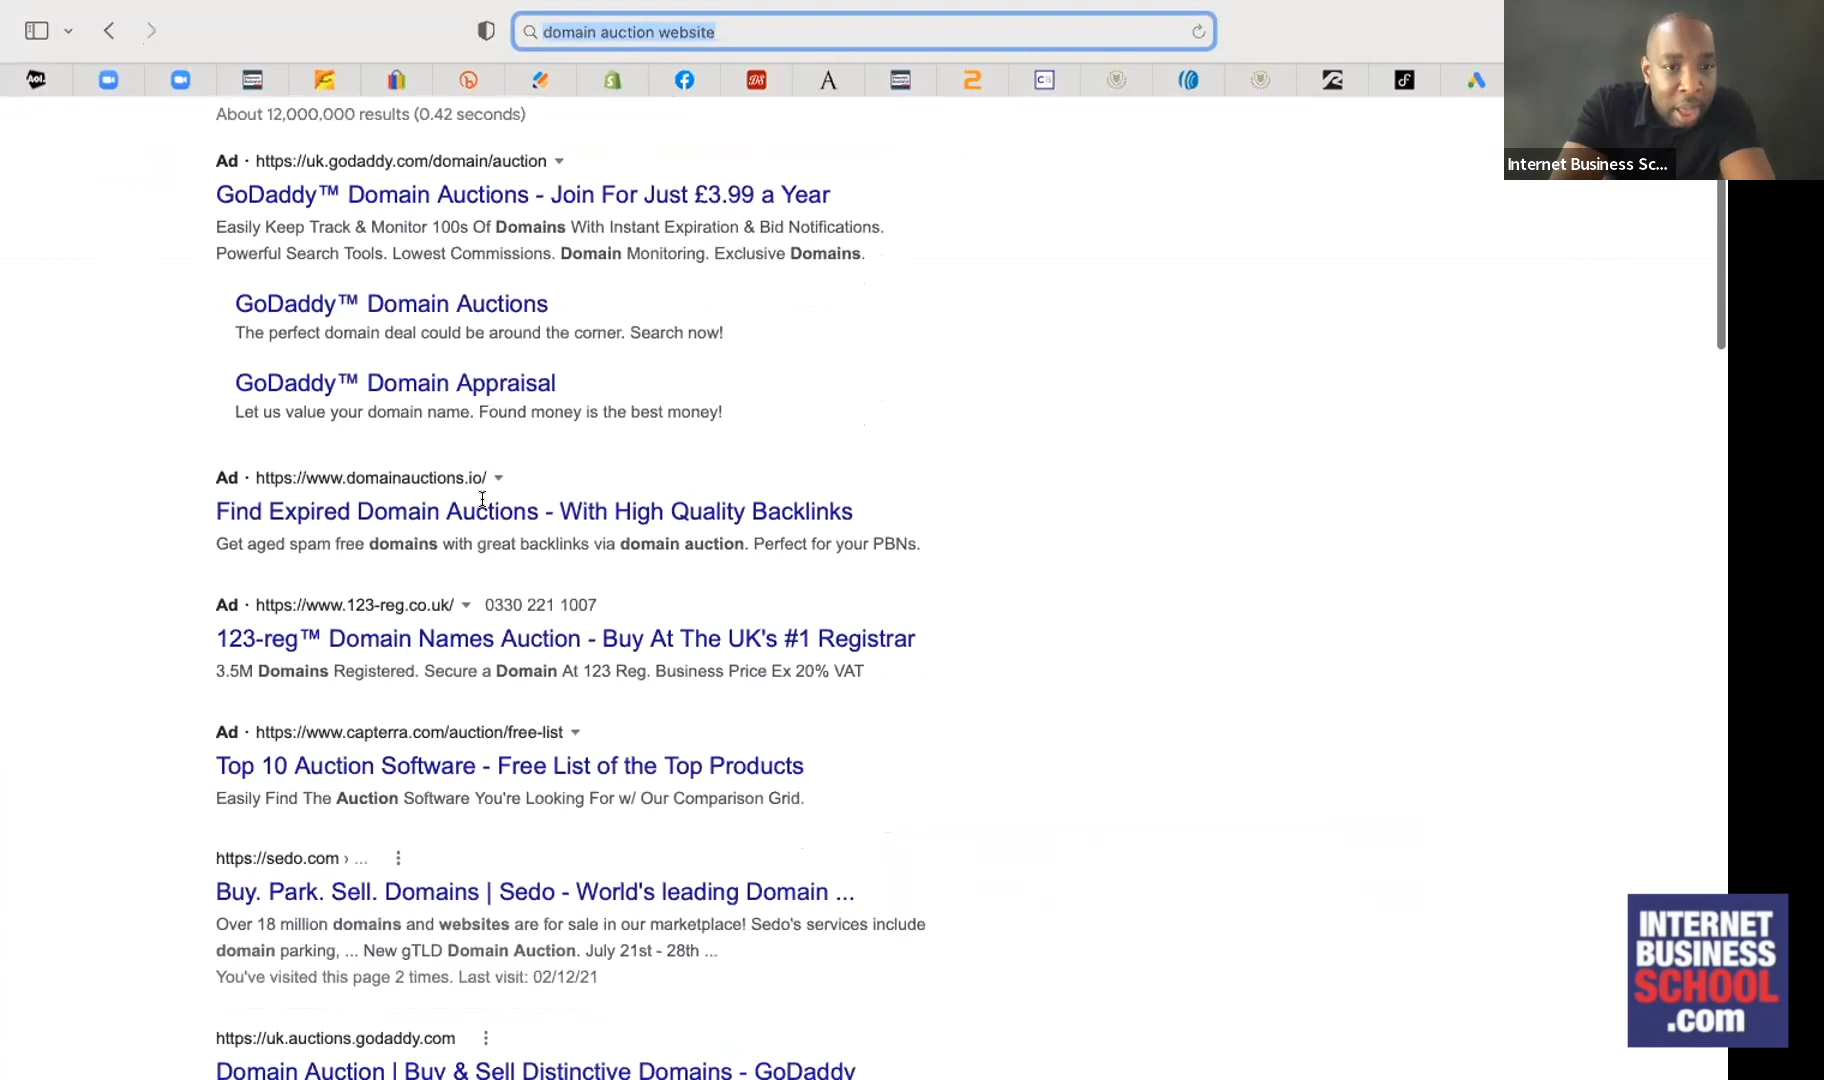 domain auction website
Aol.
DS
A
2
About 12,000,000 results (0.42 seconds)
Internet Business Sc...
Ad · https://uk.godaddy.com/domain/auction
GoDaddy™ Domain Auctions - Join For Just £3.99 a Year
Easily Keep Track & Monitor 100s Of Domains With Instant Expiration & Bid Notifications.
Powerful Search Tools. Lowest Commissions. Domain Monitoring. Exclusive Domains.
GoDaddy™ Domain Auctions
The perfect domain deal could be around the corner. Search now!
GoDaddy™ Domain Appraisal
Let us value your domain name. Found money is the best money!
Ad · https://www.domainauctions.io/
Find Expired Domain Auctions - With High Quality Backlinks
Get aged spam free domains with great backlinks via domain auction. Perfect for your PBNs.
Ad · https://www.123-reg.co.uk/ 0330 221 1007
123-reg™ Domain Names Auction - Buy At The UK's #1 Registrar
3.5M Domains Registered. Secure a Domain At 123 Reg. Business Price Ex 20% VAT
Ad · https://www.capterra.com/auction/free-list
Top 10 Auction Software - Free List of the Top Products
Easily Find The Auction Software You're Looking For w/ Our Comparison Grid.
https://sedo.com › ...
Buy. Park. Sell. Domains | Sedo - World's leading Domain ...
Over 18 million domains and websites are for sale in our marketplace! Sedo's services include
domain parking, ... New gTLD Domain Auction. July 21st - 28th ...
You've visited this page 2 times. Last visit: 02/12/21
https://uk.auctions.godaddy.com
Domain Auction | Buy & Sell Distinctive Domains - GoDaddy
INTERNET
BUSINESS
SCHOOL
.com